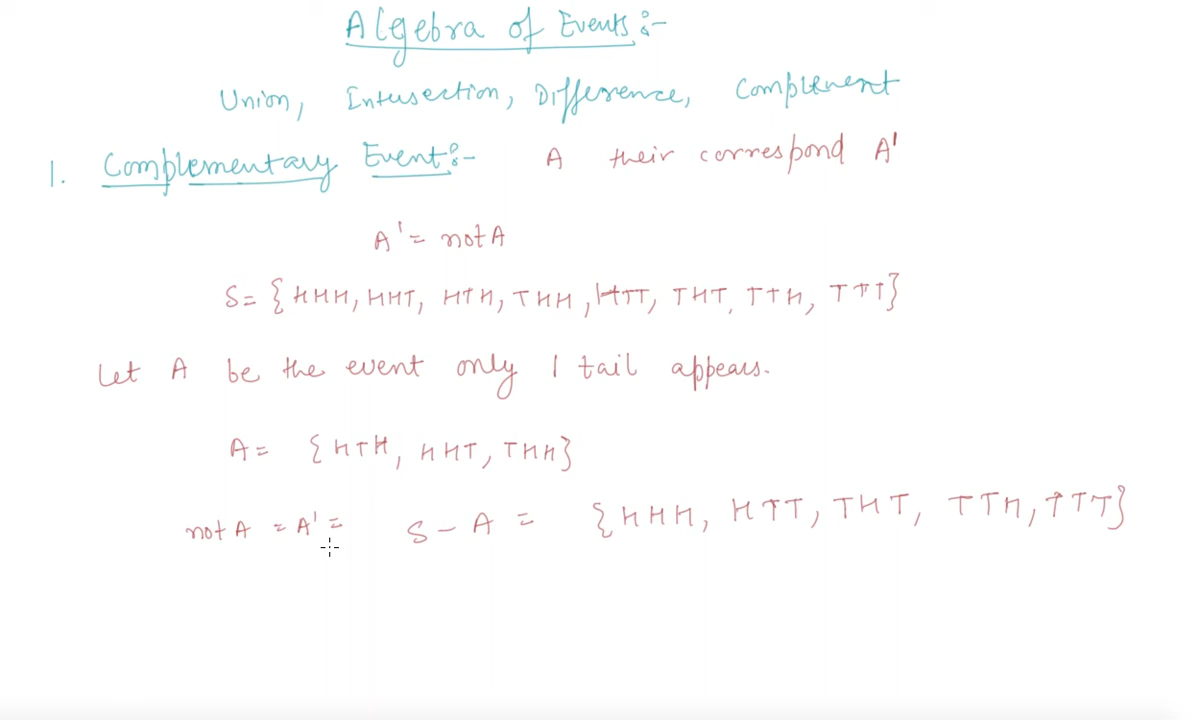 Algebra of Events :-
Union, Intersection, Difference, Complement
1. Complementary Event :- A their correspond A'
A' = not A
S = { HHH, HHT, HTH, THH, HTT, THT, TTH, TTT}
Let A be the event only 1 tail appears.
A = { HTH, HHT, THH}
not A = A' = S - A = { HHH, HTT, THT, TTH, TTT}